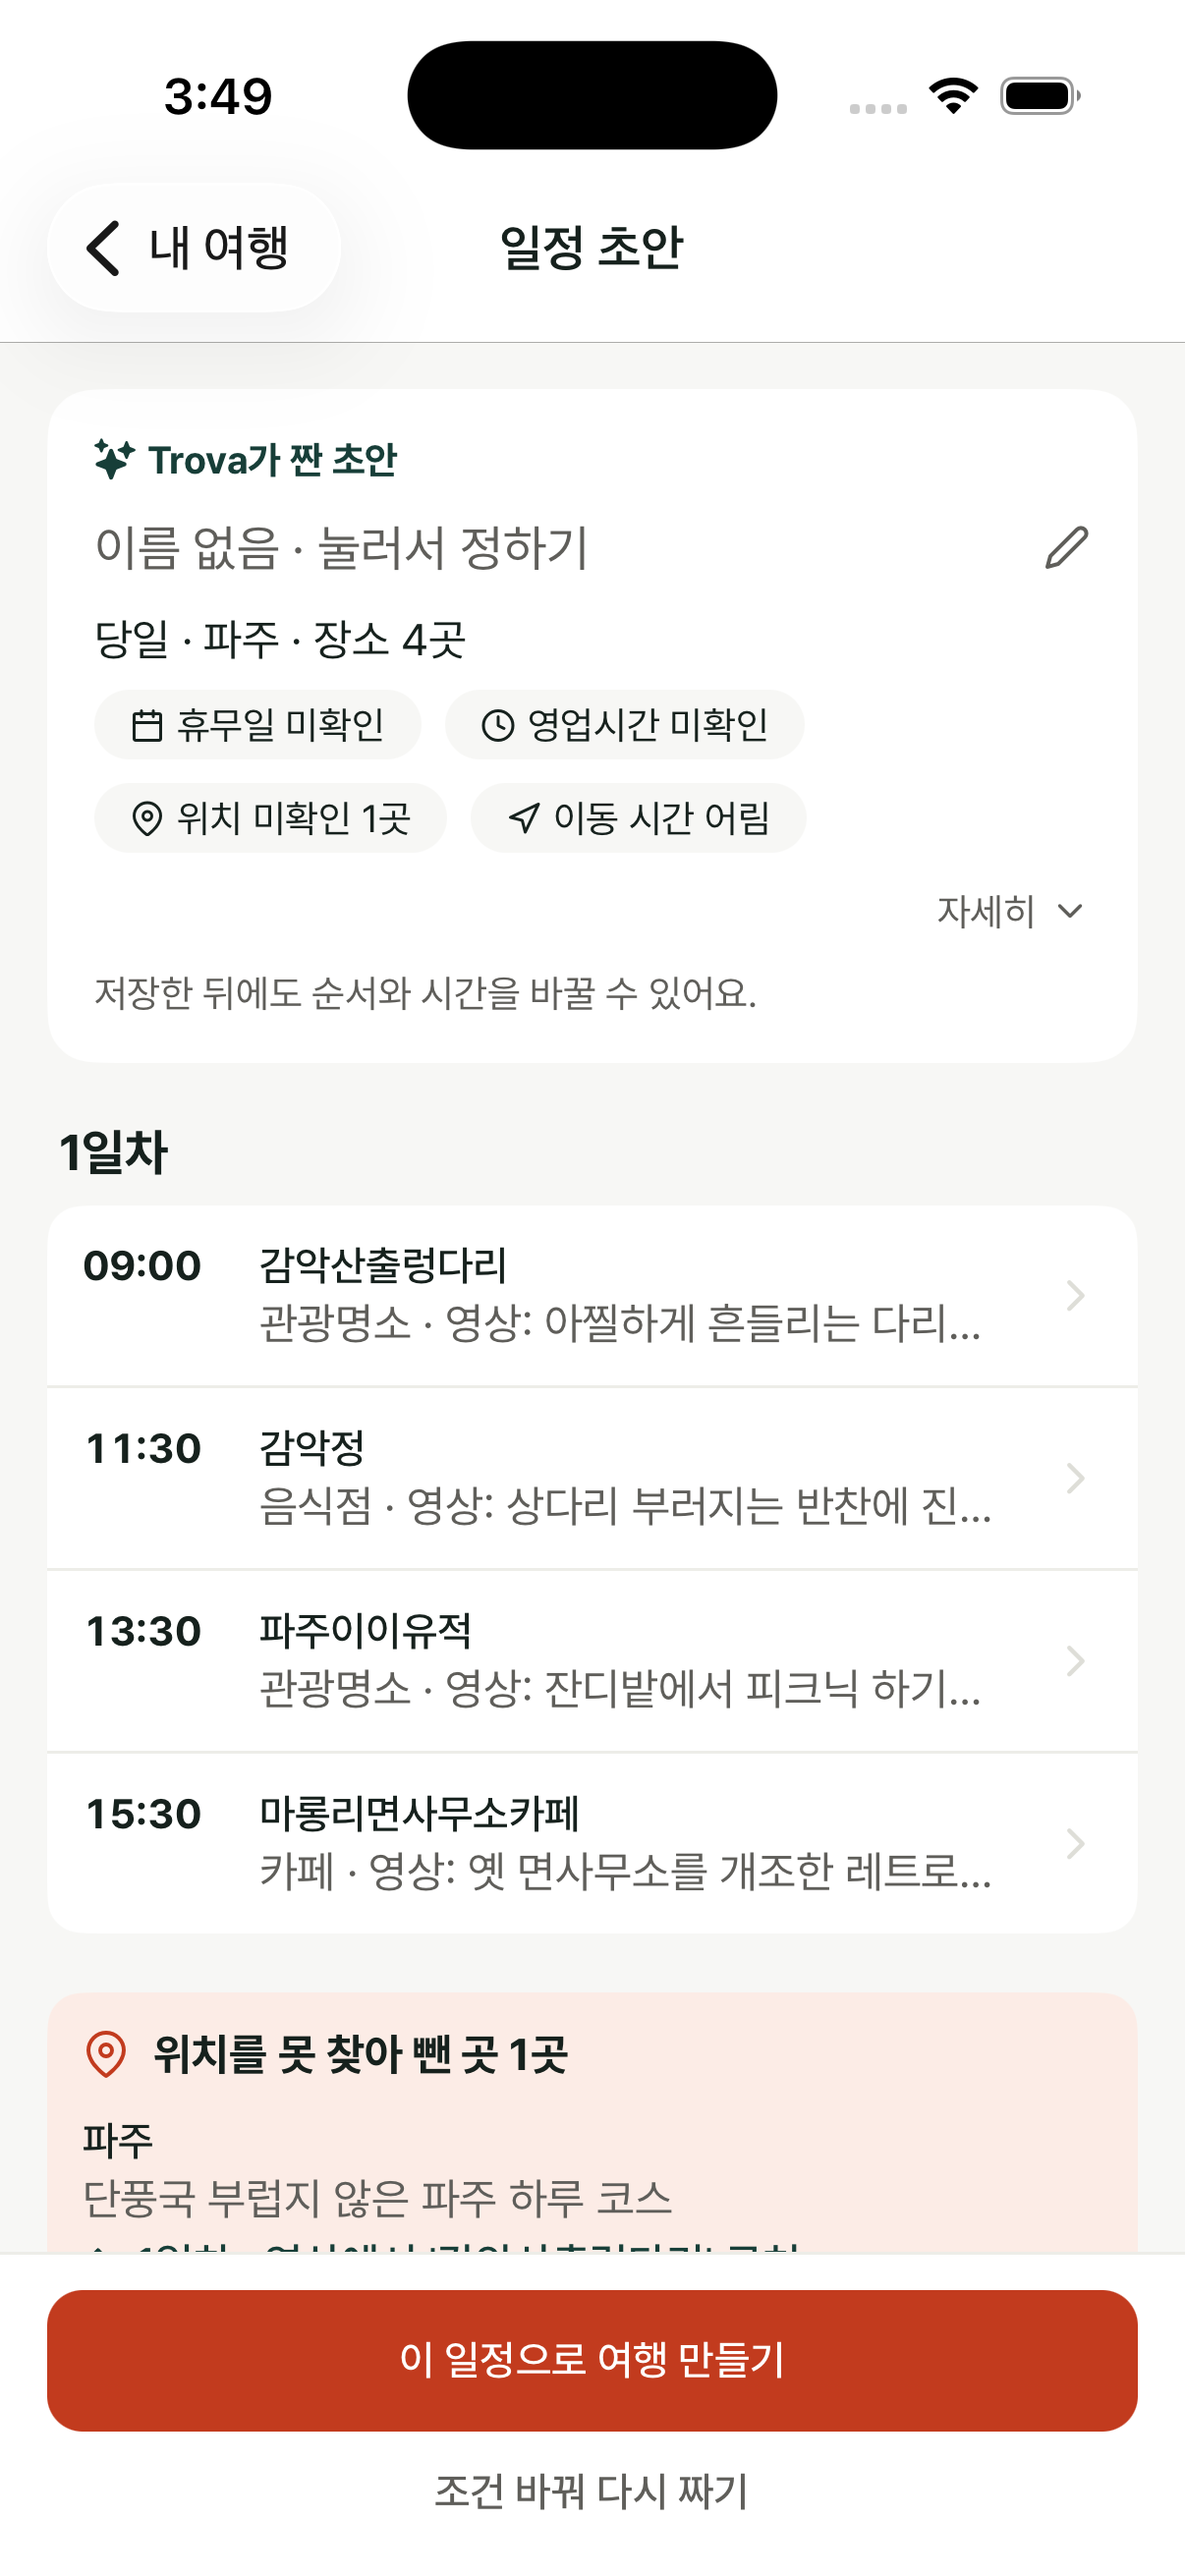 3:49
내 여행
일정 초안
Trova가 짠 초안
이름 없음 · 눌러서 정하기
당일 · 파주 · 장소 4곳
휴무일 미확인
영업시간 미확인
위치 미확인 1곳
이동 시간 어림
자세히
저장한 뒤에도 순서와 시간을 바꿀 수 있어요.
1일차
09:00 감악산출렁다리
관광명소 · 영상: 아찔하게 흔들리는 다리...
11:30 감악정
음식점 · 영상: 상다리 부러지는 반찬에 진...
13:30 파주이이유적
관광명소 · 영상: 잔디밭에서 피크닉 하기...
15:30 마롱리면사무소카페
카페 · 영상: 옛 면사무소를 개조한 레트로...
위치를 못 찾아 뺀 곳 1곳
파주
단풍국 부럽지 않은 파주 하루 코스
이 일정으로 여행 만들기
조건 바꿔 다시 짜기